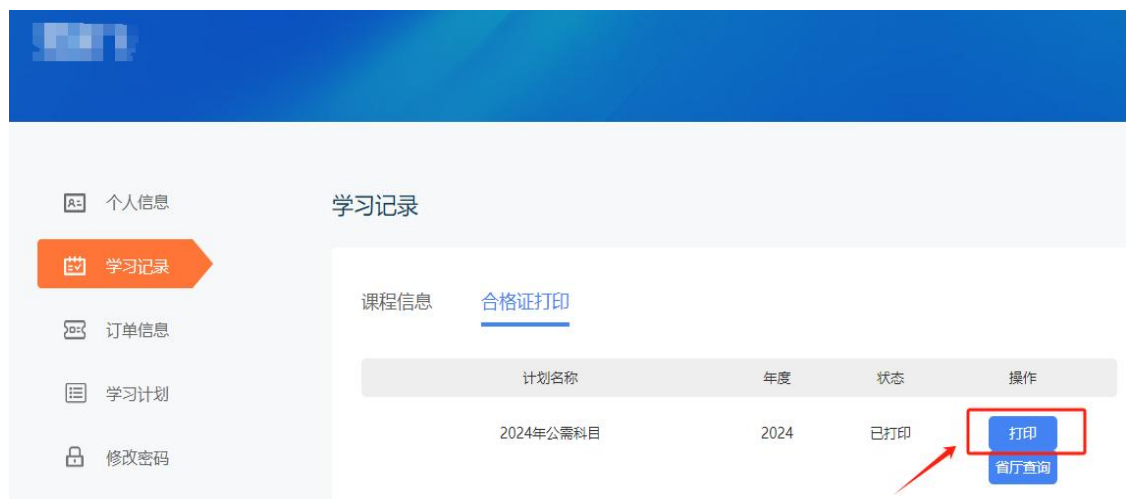 个人信息
学习记录
学习记录
课程信息 合格证打印
订单信息
计划名称 年度 状态 操作
学习计划
2024年公需科目 2024 已打印 打印
修改密码
省厅查询